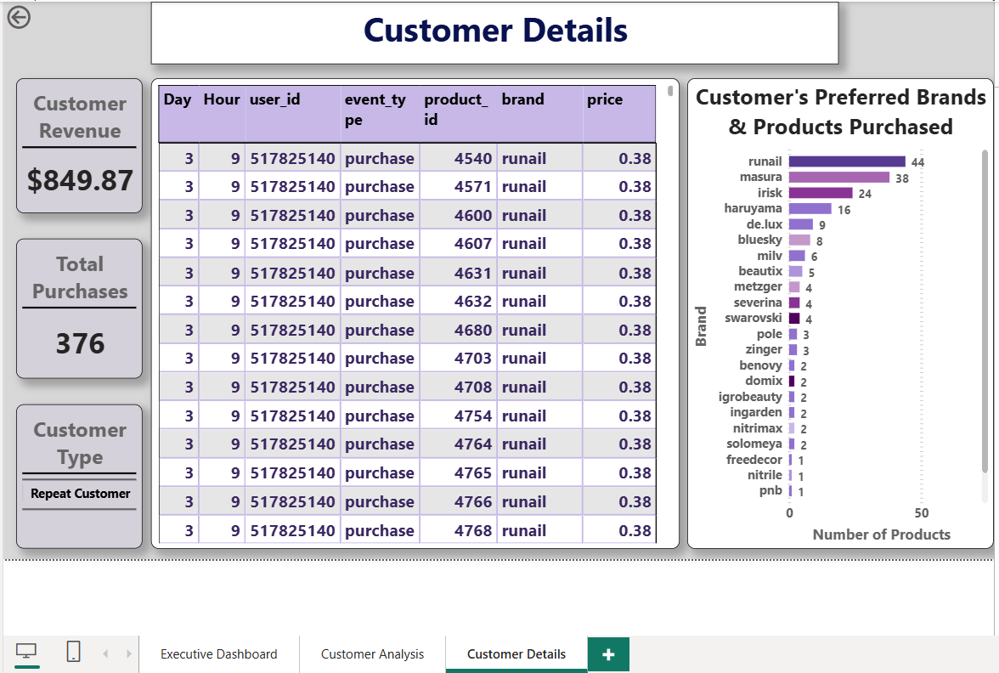 Customer Details
Customer
Revenue
$849.87
Total
Purchases
376
Customer
Type
Repeat Customer
Day Hour user_id event_ty product_ brand price
pe id
3 9 517825140 purchase 4540 runail 0.38
3 9 517825140 purchase 4571 runail 0.38
3 9 517825140 purchase 4600 runail 0.38
3 9 517825140 purchase 4607 runail 0.38
3 9 517825140 purchase 4631 runail 0.38
3 9 517825140 purchase 4632 runail 0.38
3 9 517825140 purchase 4680 runail 0.38
3 9 517825140 purchase 4703 runail 0.38
3 9 517825140 purchase 4708 runail 0.38
3 9 517825140 purchase 4754 runail 0.38
3 9 517825140 purchase 4764 runail 0.38
3 9 517825140 purchase 4765 runail 0.38
3 9 517825140 purchase 4766 runail 0.38
3 9 517825140 purchase 4768 runail 0.38
Customer's Preferred Brands
& Products Purchased
Brand
runail 44
masura 38
irisk 24
haruyama 16
de.lux 9
bluesky 8
milv 6
beautix 5
metzger 4
severina 4
swarovski 4
pole 3
zinger 3
benovy 2
domix 2
igrobeauty 2
ingarden 2
nitrimax 2
solomeya 2
freedecor 1
nitrile 1
pnb 1
0 50
Number of Products
Executive Dashboard Customer Analysis Customer Details +